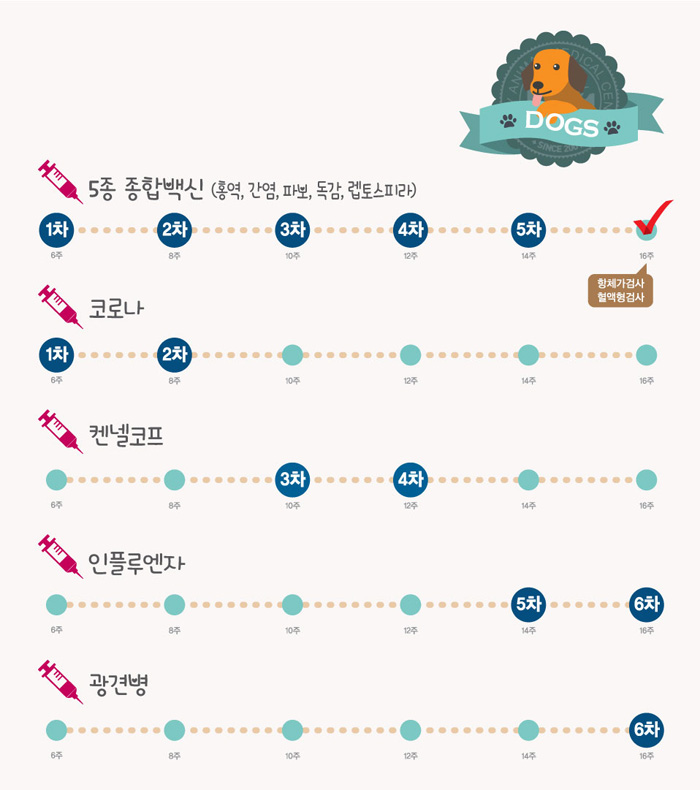 ANIMAL MEDICAL CENT
DOGS
SINCE 200
5종 종합백신 (홍역, 간염, 파보, 독감, 렙토스피라)
1차 2차 3차 4차 5차
6주 8주 10주 12주 14주 16주
항체가검사
혈액형검사
코로나
1차 2차
6주 8주 10주 12주 14주 16주
켄넬코프
3차 4차
6주 8주 10주 12주 14주 16주
인플루엔자
5차 6차
6주 8주 10주 12주 14주 16주
광견병
6차
6주 8주 10주 12주 14주 16주